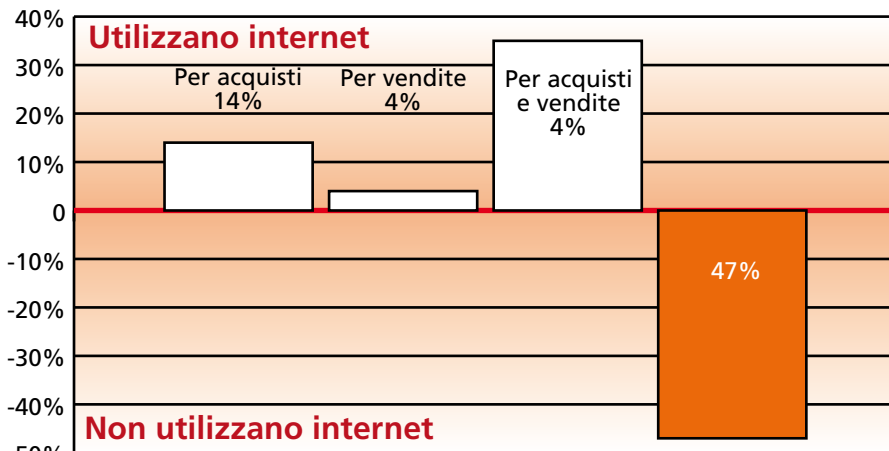 40%
Utilizzano internet
30%
Per acquisti
14%
Per vendite
4%
Per acquisti
e vendite
4%
20%
10%
0
-10%
47%
-20%
-30%
-40%
Non utilizzano internet
-50%